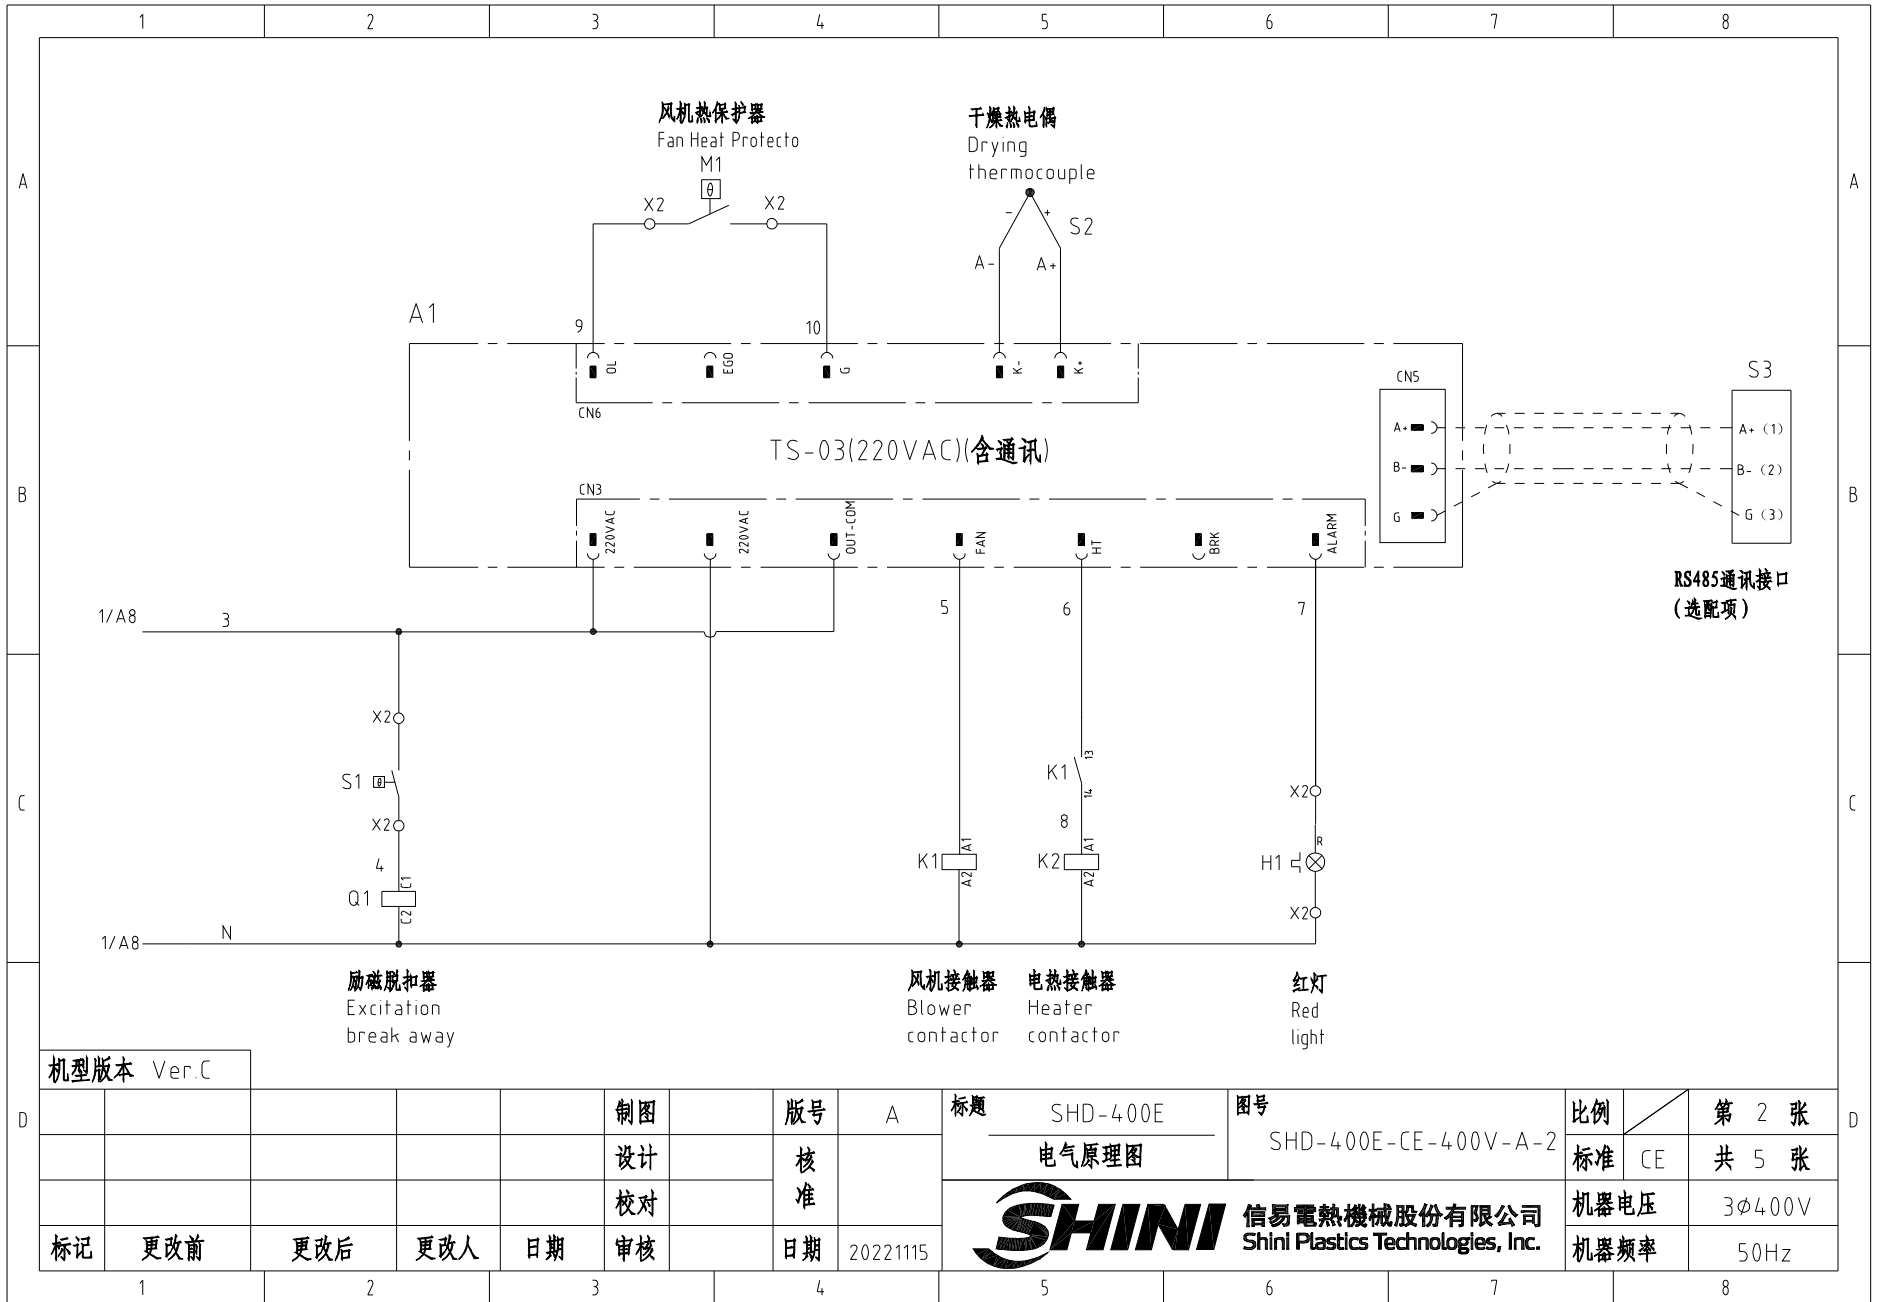 1 2 3 4 5 6 7 8
风机热保护器
Fan Heat Protecto
M1
θ
X2
X2
干燥热电偶
Drying
thermocouple
-
+
S2
A-
A+
A
A
A1
9
10
OL
EGO
G
K-
K+
CN6
TS-03(220VAC)(含通讯)
CN5
A+
B-
G
S3
A+ (1)
B- (2)
G (3)
RS485通讯接口
(选配项)
B
B
CN3
220VAC
220VAC
OUT-COM
FAN
HT
BRK
ALARM
1/A8
3
5
6
7
X2
S1
θ
X2
4
Q1
C1
C2
K1
13
14
8
K1
A1
A2
K2
A1
A2
X2
R
H1
X2
C
C
1/A8
N
励磁脱扣器
Excitation
break away
风机接触器
Blower
contactor
电热接触器
Heater
contactor
红灯
Red
light
机型版本 Ver.C
D
D
制图
版号
A
标题
SHD-400E
电气原理图
图号
SHD-400E-CE-400V-A-2
比例
第 2 张
设计
核
准
标准
CE
共 5 张
校对
机器电压
3Φ400V
标记
更改前
更改后
更改人
日期
审核
日期
20221115
SHINI
信易電熱機械股份有限公司
Shini Plastics Technologies, Inc.
机器频率
50Hz
1 2 3 4 5 6 7 8